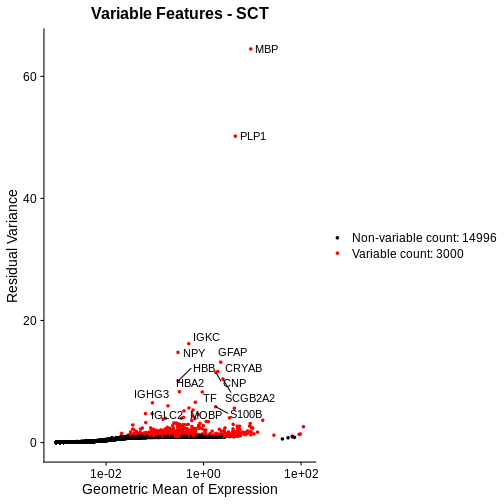 Variable Features - SCT
MBP
60
PLP1
40
Residual Variance
Non-variable count: 14996
Variable count: 3000
20
IGKC
NPY
GFAP
HBB
CRYAB
HBA2
CNP
IGHG3
TF
SCGB2A2
IGLC2
MOBP
S100B
0
1e-02
1e+00
1e+02
Geometric Mean of Expression